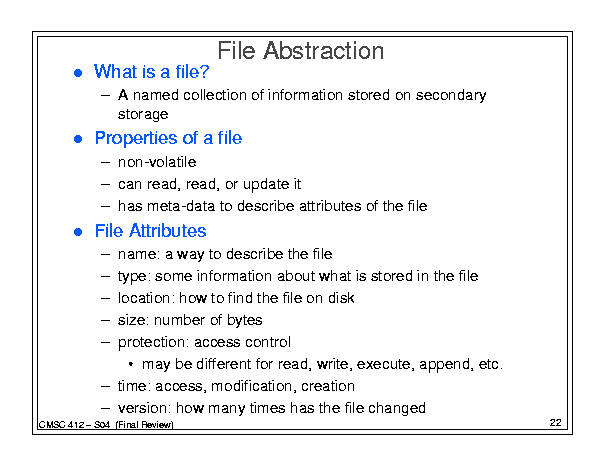 File Abstraction
● What is a file?
– A named collection of information stored on secondary
storage
● Properties of a file
– non-volatile
– can read, read, or update it
– has meta-data to describe attributes of the file
● File Attributes
– name: a way to describe the file
– type: some information about what is stored in the file
– location: how to find the file on disk
– size: number of bytes
– protection: access control
• may be different for read, write, execute, append, etc.
– time: access, modification, creation
– version: how many times has the file changed
CMSC 412 – S04 (Final Review)
22